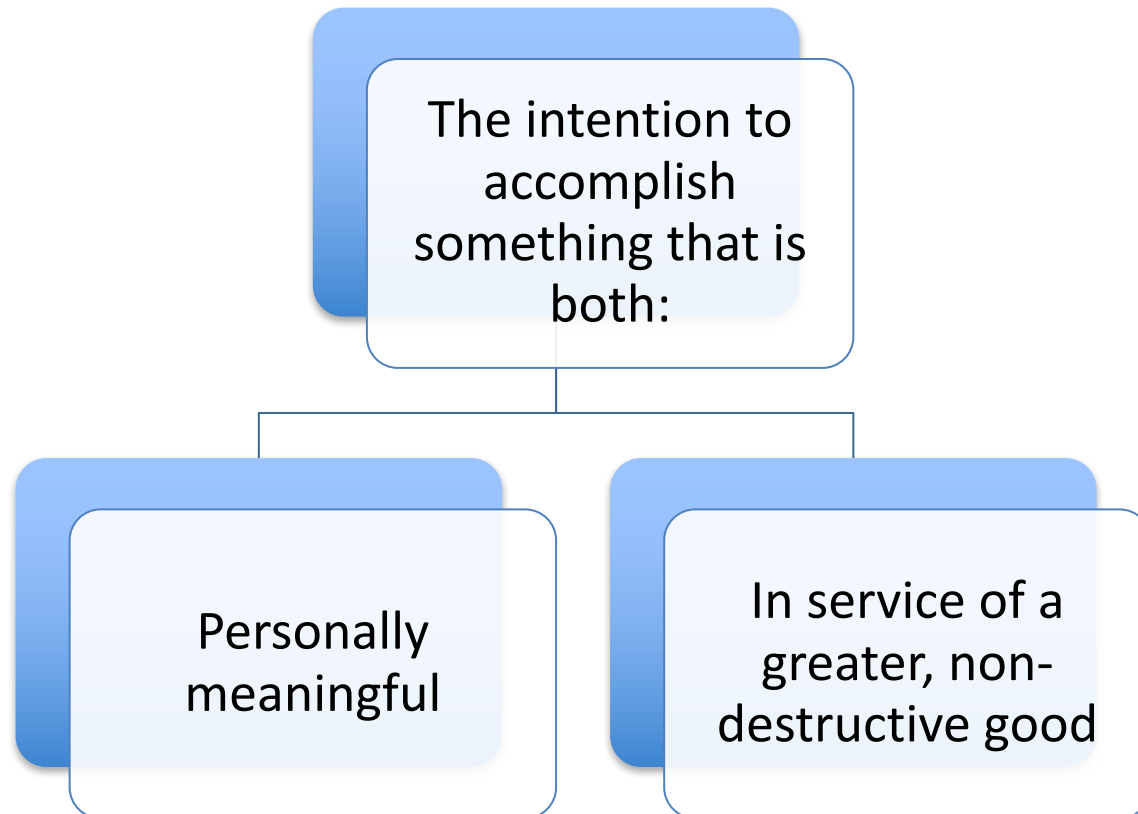 The intention to
accomplish
something that is
both:
Personally
meaningful
In service of a
greater, non-
destructive good